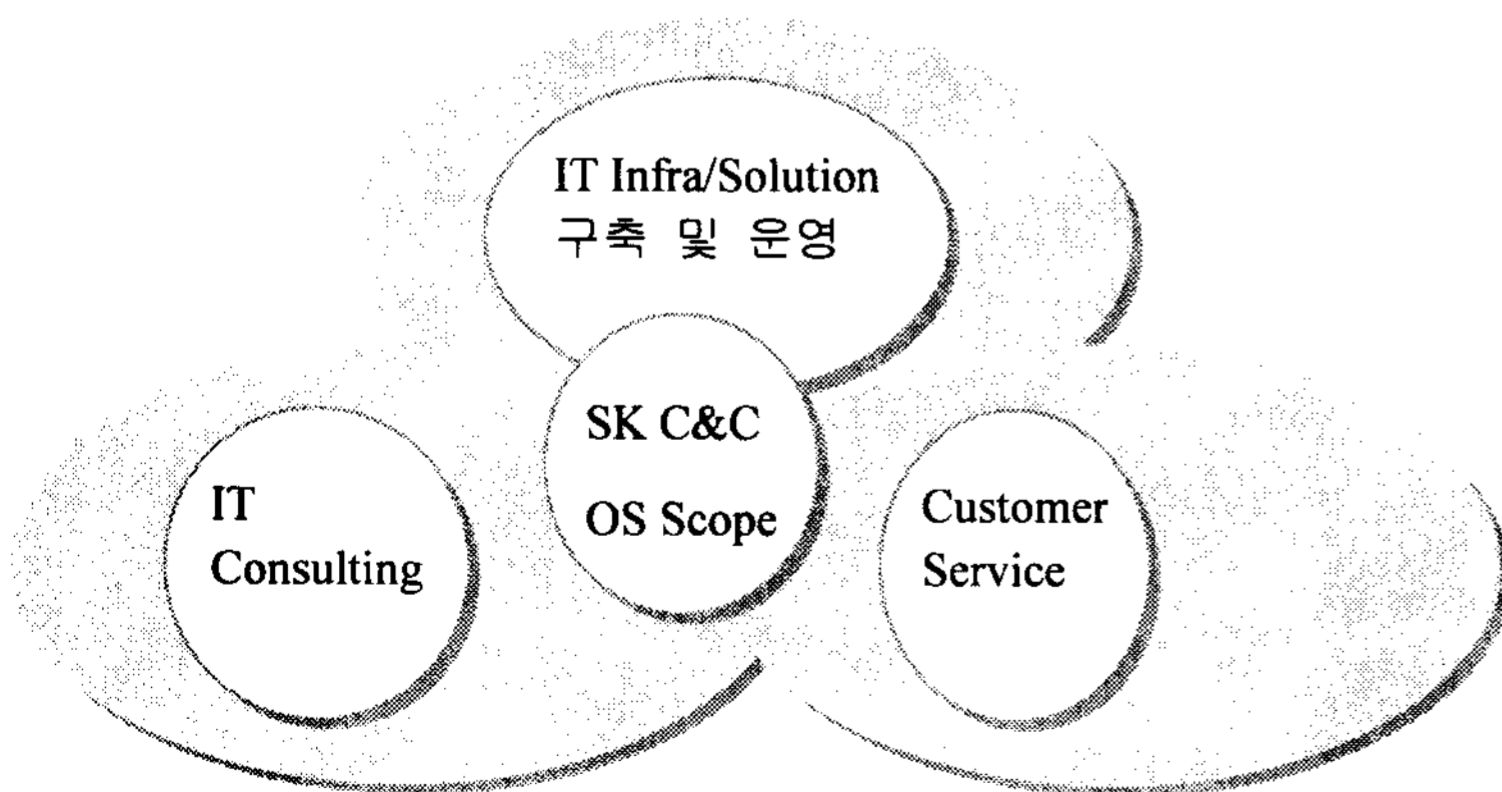 IT Infra/Solution
구축 및 운영
SK C&C
OS Scope
IT
Consulting
Customer
Service